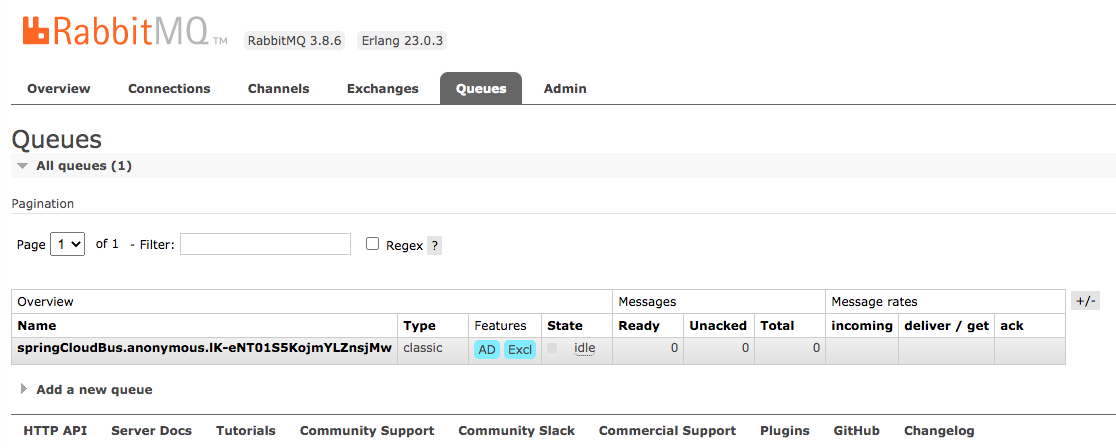 RabbitMQ TM RabbitMQ 3.8.6 Erlang 23.0.3
Overview Connections Channels Exchanges Queues Admin
Queues
All queues (1)
Pagination
Page 1 of 1 - Filter: Regex ?
Overview Messages Message rates +/-
Name Type Features State Ready Unacked Total incoming deliver / get ack
springCloudBus.anonymous.IK-eNT01S5KojmYLZnsjMw classic AD Excl idle 0 0 0
Add a new queue
HTTP API Server Docs Tutorials Community Support Community Slack Commercial Support Plugins GitHub Changelog